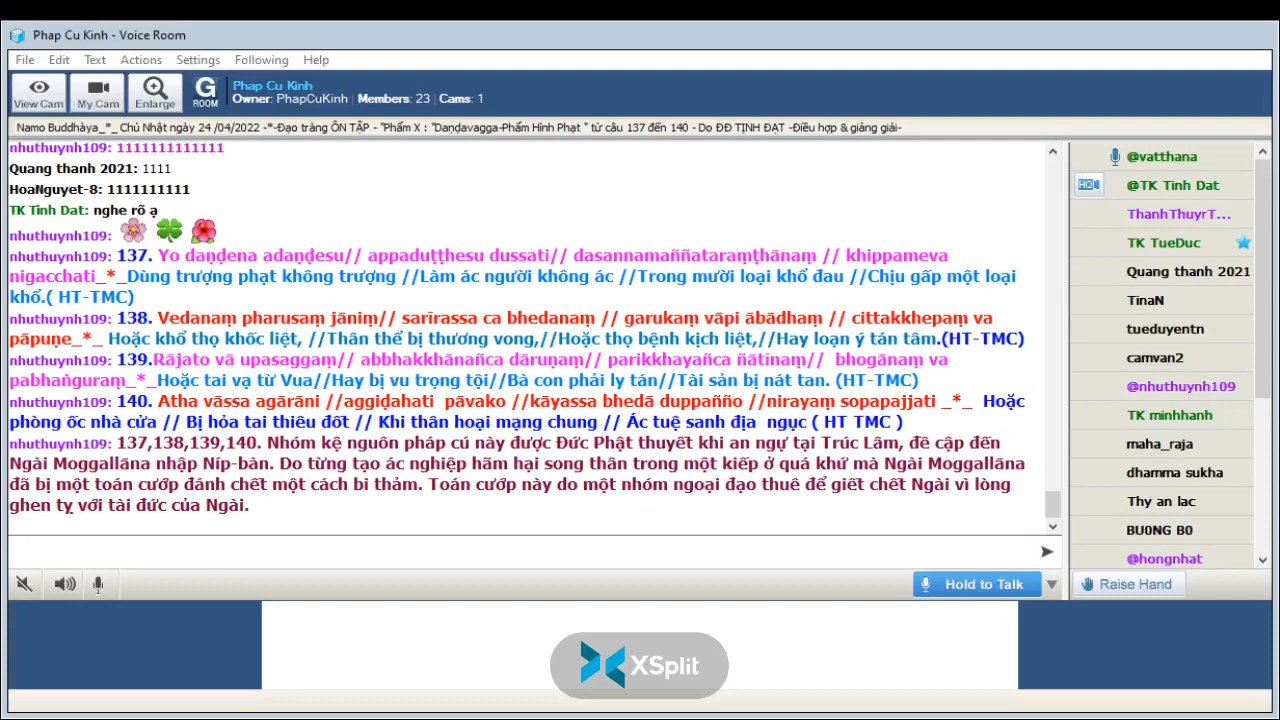 Phap Cu Kinh - Voice Room
File Edit Text Actions Settings Following Help
View Cam My Cam Enlarge G ROOM
Phap Cu Kinh
Owner: PhapCuKinh | Members: 23 | Cams: 1
Namo Buddhàya_*_ Chủ Nhật ngày 24 /04/2022 -*-Đạo tràng ÔN TẬP - "Phẩm X : "Daṇḍavagga-Phẩm Hình Phạt " từ câu 137 đến 140 - Do ĐĐ TỊNH ĐẠT -Điều hợp & giảng giải-
nhuthuynh109: 1111111111111
Quang thanh 2021: 1111
HoaNguyet-8: 1111111111
TK Tinh Dat: nghe rõ ạ
nhuthuynh109:
nhuthuynh109: 137. Yo daṇḍena adaṇḍesu// appaduṭṭhesu dussati// dasannamaññataraṃṭhānaṃ // khippameva
nigacchati_*_Dùng trượng phạt không trượng //Làm ác người không ác //Trong mười loại khổ đau //Chịu gấp một loại
khổ.( HT-TMC)
nhuthuynh109: 138. Vedanaṃ pharusaṃ jāniṃ// sarīrassa ca bhedanaṃ // garukaṃ vāpi ābādhaṃ // cittakkhepaṃ va
pāpuṇe_*_ Hoặc khổ thọ khốc liệt, //Thân thể bị thương vong,//Hoặc thọ bệnh kịch liệt,//Hay loạn ý tán tâm.(HT-TMC)
nhuthuynh109: 139.Rājato vā upasaggaṃ// abbhakkhānañca dāruṇaṃ// parikkhayañca ñātīnaṃ// bhogānaṃ va
pabhaṅguraṃ_*_Hoặc tai vạ từ Vua//Hay bị vu trọng tội//Bà con phải ly tán//Tài sản bị nát tan. (HT-TMC)
nhuthuynh109: 140. Atha vāssa agārāni //aggiḍahati pāvako //kāyassa bhedā duppañño //nirayaṃ sopapajjati _*_ Hoặc
phòng ốc nhà cửa // Bị hỏa tai thiêu đốt // Khi thân hoại mạng chung // Ác tuệ sanh địa ngục ( HT TMC )
nhuthuynh109: 137,138,139,140. Nhóm kệ nguôn pháp cú này được Đức Phật thuyết khi an ngự tại Trúc Lâm, đề cập đến
Ngài Moggallāna nhập Níp-bàn. Do từng tạo ác nghiệp hãm hại song thân trong một kiếp ở quá khứ mà Ngài Moggallāna
đã bị một toán cướp đánh chết một cách bi thảm. Toán cướp này do một nhóm ngoại đạo thuê để giết chết Ngài vì lòng
ghen tỵ với tài đức của Ngài.
@vatthana
HQ @TK Tinh Dat
ThanhThuyrT...
TK TueDuc
Quang thanh 2021
TinaN
tueduyentn
camvan2
@nhuthuynh109
TK minhhanh
maha_raja
dhamma sukha
Thy an lac
BU0NG B0
@hongnhat
Hold to Talk
Raise Hand
XSplit